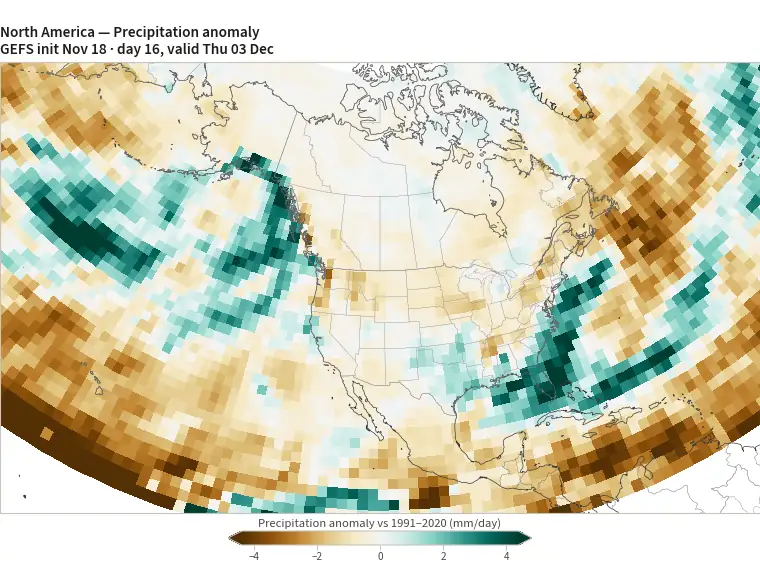 North America — Precipitation anomaly
GEFS init Nov 18 · day 16, valid Thu 03 Dec
Precipitation anomaly vs 1991–2020 (mm/day)
−4 −2 0 2 4